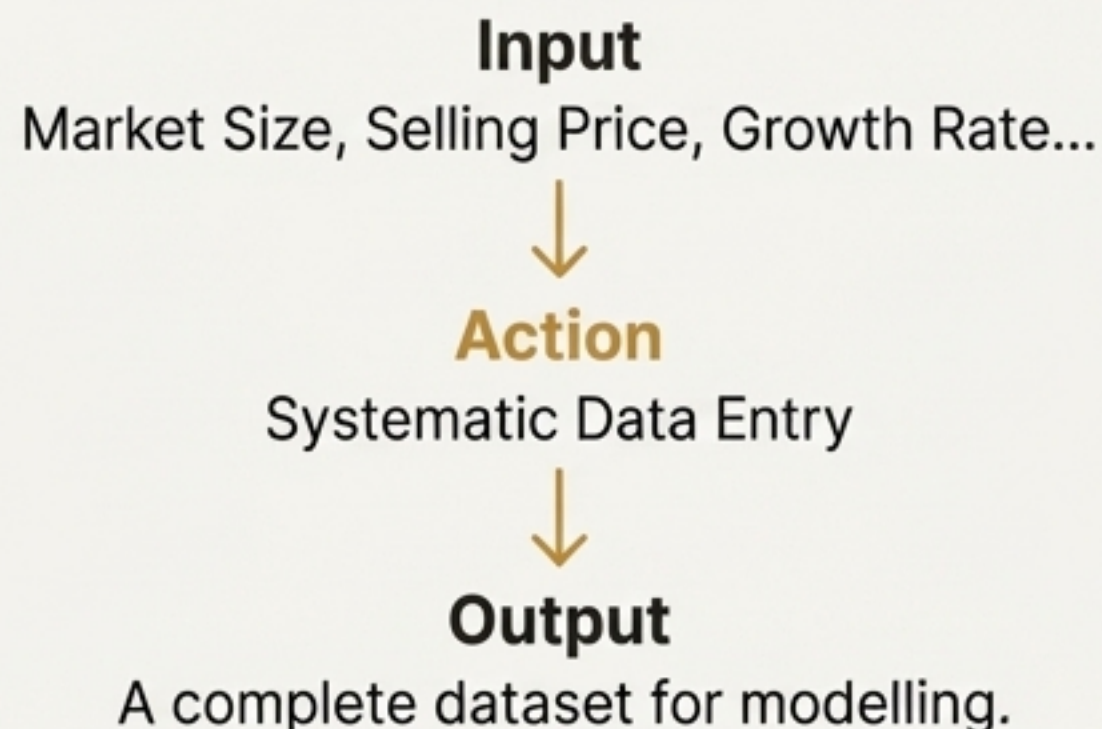 Input
Market Size, Selling Price, Growth Rate...
Action
Systematic Data Entry
Output
A complete dataset for modelling.